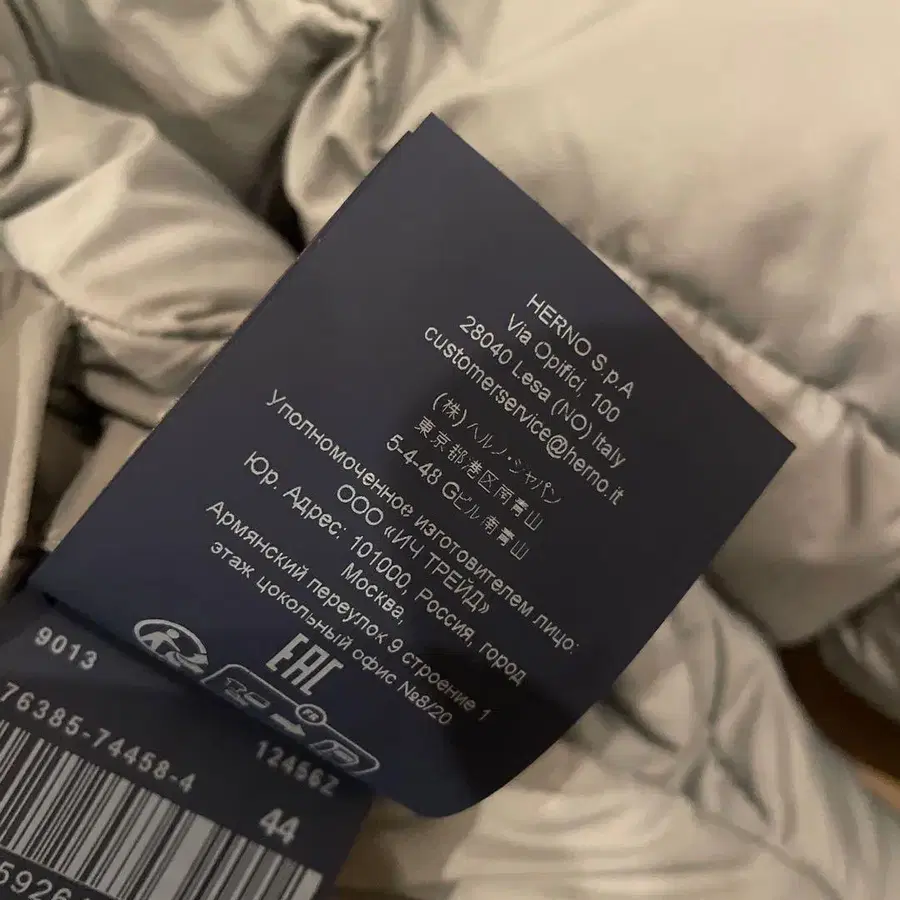 HERNO S.p.A
Via Opifici, 100
28040 Lesa (NO) Italy
customerservice@herno.it
(株)ヘルノ・ジャパン
東京都港区南青山
5-4-48 Gビル南青山
Уполномоченное изготовителем лицо:
ООО «ИЧ ТРЕЙД»
Юр. Адрес: 101000, Россия, город
Москва,
Армянский переулок 9 строение 1
этаж цокольный офис №8/20
EAC
FR
9013
76385-74458-4
12456Z
44